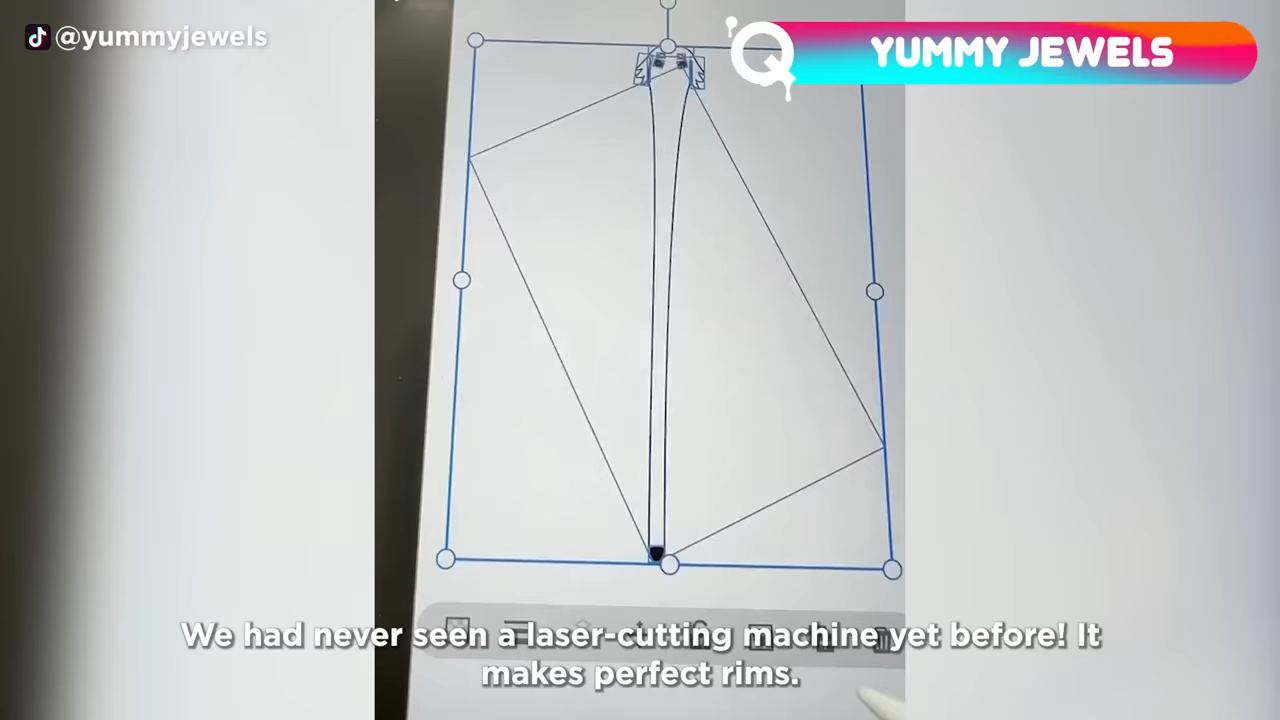 @yummyjewels
YUMMY JEWELS
We had never seen a laser-cutting machine yet before! It
makes perfect rims.